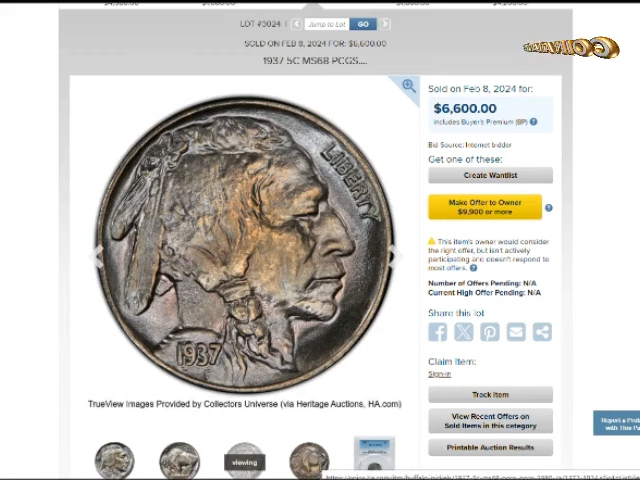 LOT #3024
Jump to Lot
GO
SOLD ON FEB 8, 2024 FOR: $6,600.00
1937 5C MS68 PCGS....
Sold on Feb 8, 2024 for:
$6,600.00
Includes Buyer's Premium (BP)
Bid Source: Internet bidder
Get one of these:
Create Wantlist
Make Offer to Owner
$9,900 or more
This item's owner would consider
the right offer, but isn't actively
participating and doesn't respond to
most offers.
Number of Offers Pending: N/A
Current High Offer Pending: N/A
Share this lot
Claim Item:
Sign-in
Track Item
View Recent Offers on
Sold Items in this category
Printable Auction Results
LIBERTY
1937
TrueView Images Provided by Collectors Universe (via Heritage Auctions, HA.com)
viewing
Report a Prob
with This Pa